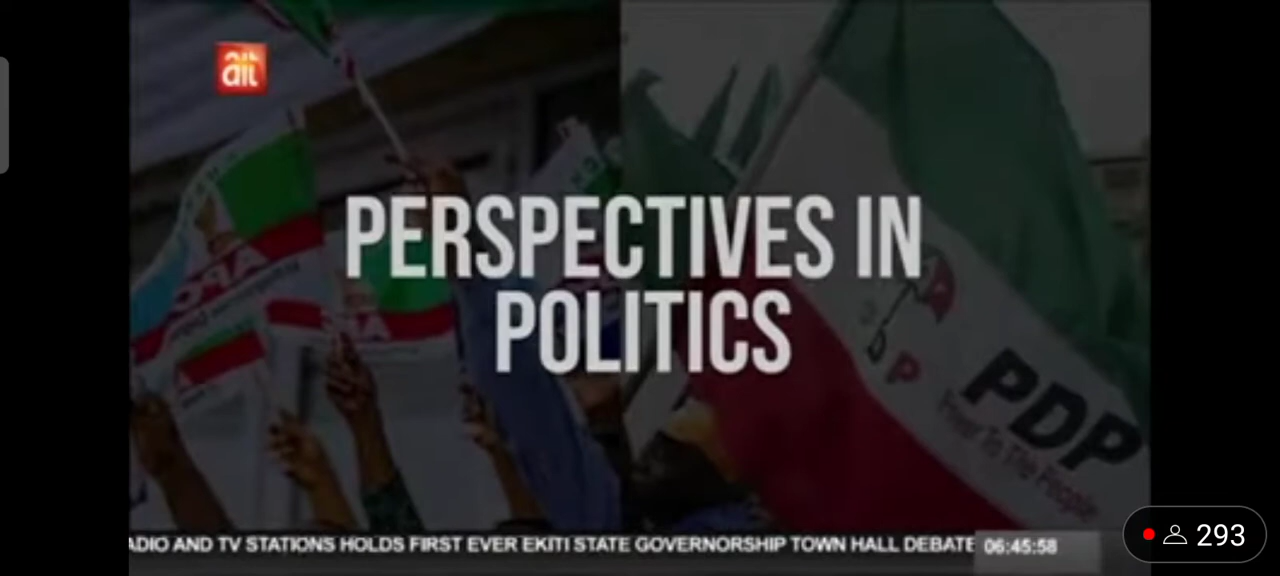 ait
PERSPECTIVES IN
POLITICS
PDP
Power To The People
PDP
ADIO AND TV STATIONS HOLDS FIRST EVER EKITI STATE GOVERNORSHIP TOWN HALL DEBATE
06:45:58
293